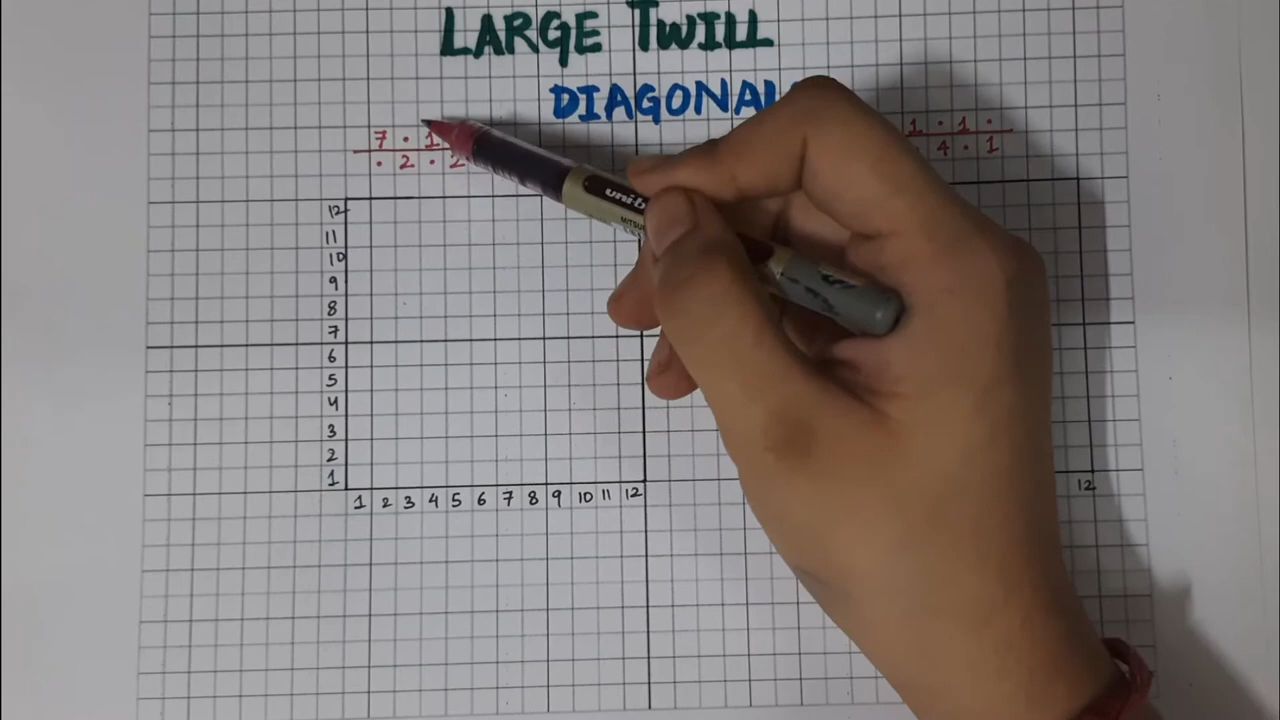 LARGE TWILL
DIAGONAL
7 · 1
· 2 · 2
1 · 1 ·
· 4 · 1
12
11
10
9
8
7
6
5
4
3
2
1
1 2 3 4 5 6 7 8 9 10 11 12
12
uni-b
MITSU